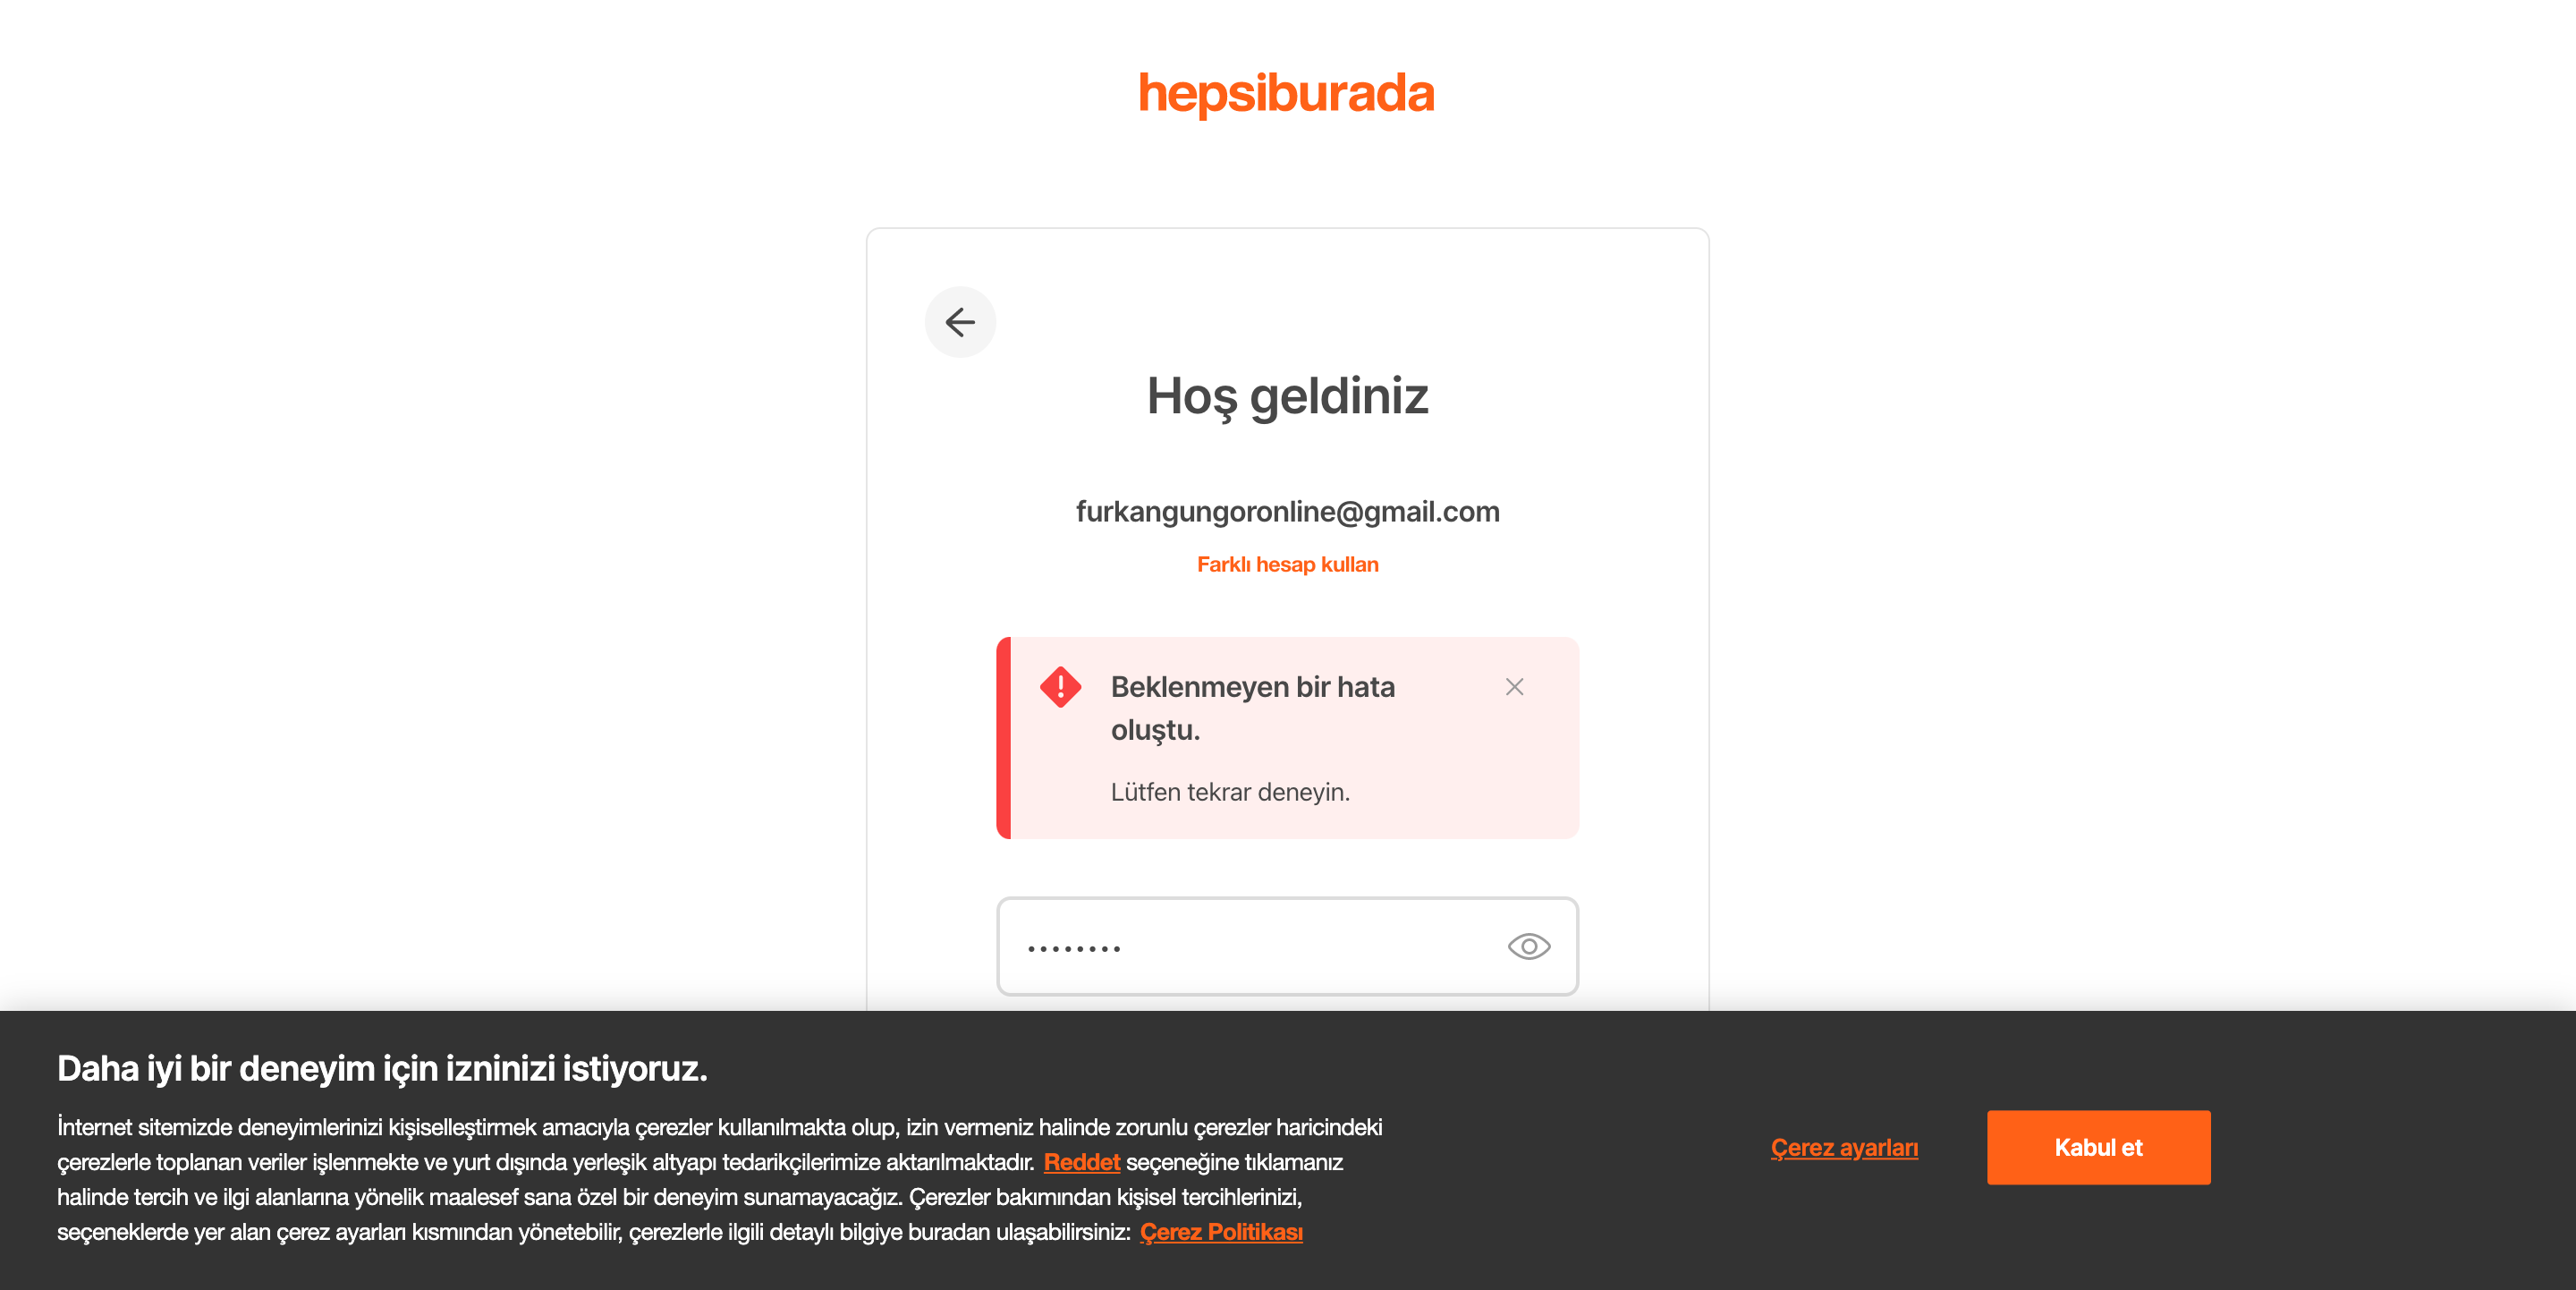 hepsiburada
Hoş geldiniz
furkangungoronline@gmail.com
Farklı hesap kullan
Beklenmeyen bir hata
oluştu.
Lütfen tekrar deneyin.
Daha iyi bir deneyim için izninizi istiyoruz.
İnternet sitemizde deneyimlerinizi kişiselleştirmek amacıyla çerezler kullanılmakta olup, izin vermeniz halinde zorunlu çerezler haricindeki
çerezlerle toplanan veriler işlenmekte ve yurt dışında yerleşik altyapı tedarikçilerimize aktarılmaktadır. Reddet seçeneğine tıklamanız
halinde tercih ve ilgi alanlarına yönelik maalesef sana özel bir deneyim sunamayacağız. Çerezler bakımından kişisel tercihlerinizi,
seçeneklerde yer alan çerez ayarları kısmından yönetebilir, çerezlerle ilgili detaylı bilgiye buradan ulaşabilirsiniz: Çerez Politikası
Çerez ayarları
Kabul et